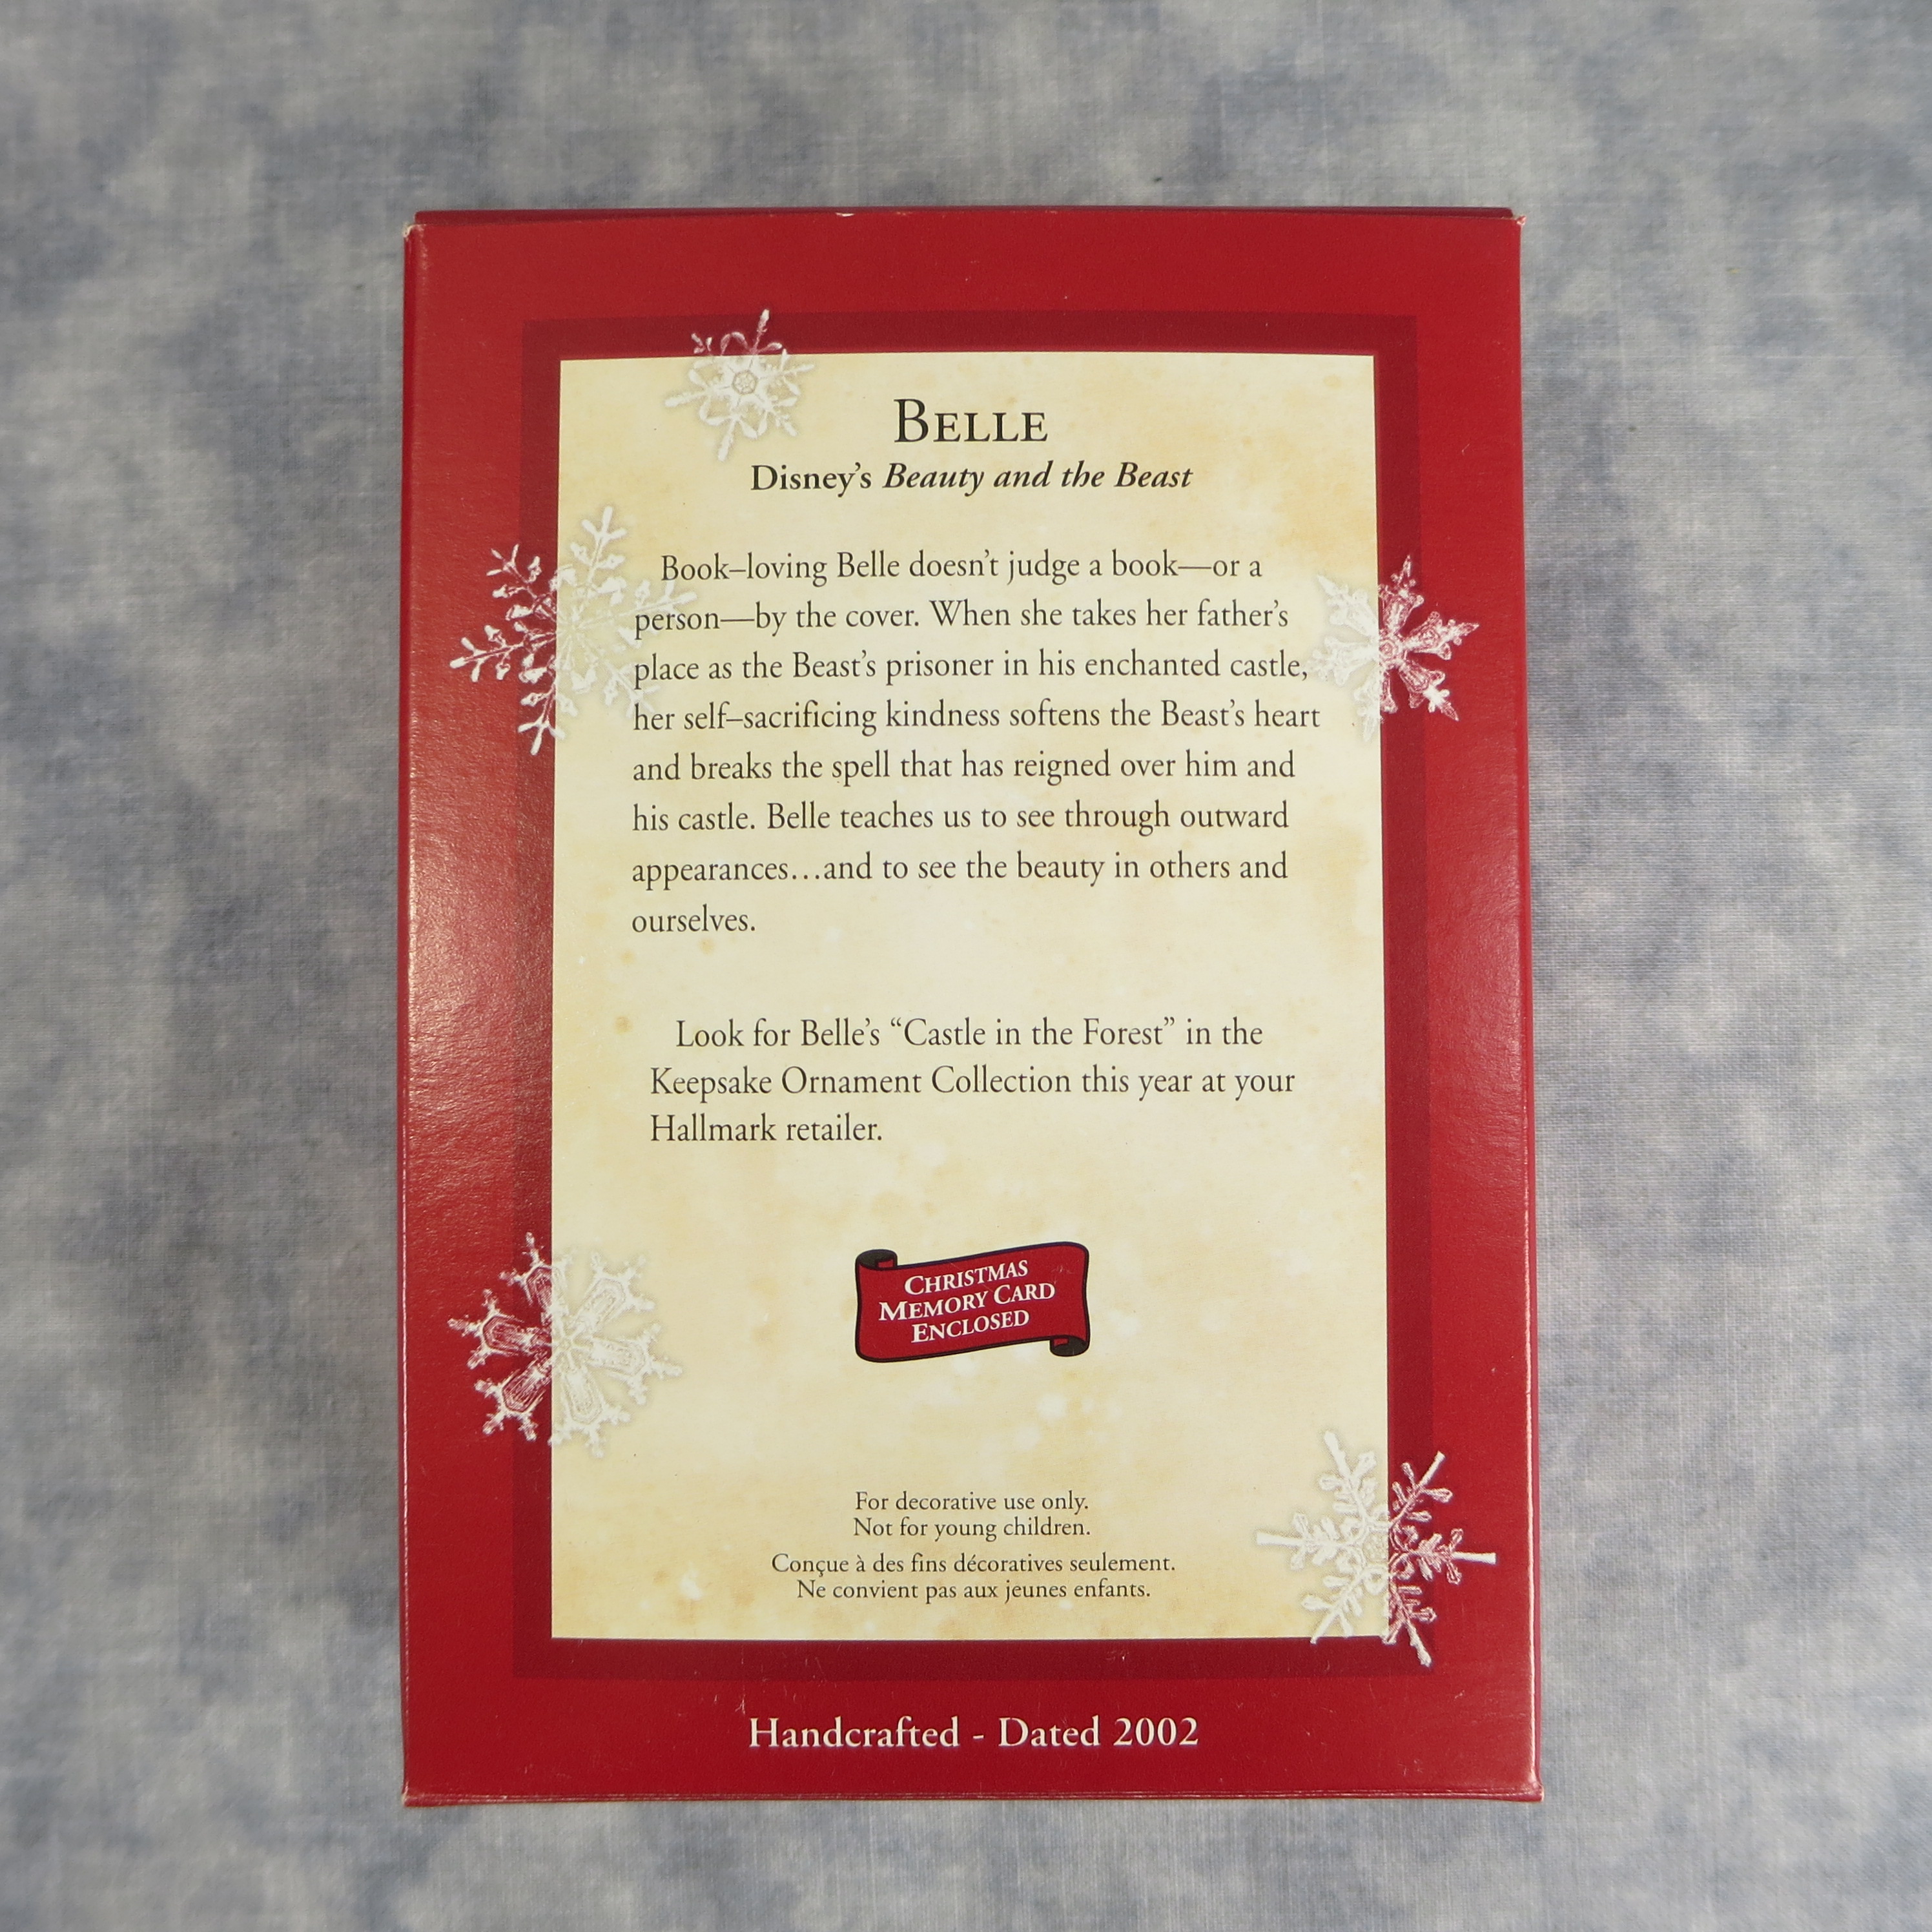 BELLE
Disney's Beauty and the Beast
Book–loving Belle doesn't judge a book—or a
person—by the cover. When she takes her father's
place as the Beast's prisoner in his enchanted castle,
her self–sacrificing kindness softens the Beast's heart
and breaks the spell that has reigned over him and
his castle. Belle teaches us to see through outward
appearances…and to see the beauty in others and
ourselves.
Look for Belle's “Castle in the Forest” in the
Keepsake Ornament Collection this year at your
Hallmark retailer.
CHRISTMAS
MEMORY CARD
ENCLOSED
For decorative use only.
Not for young children.
Conçue à des fins décoratives seulement.
Ne convient pas aux jeunes enfants.
Handcrafted - Dated 2002